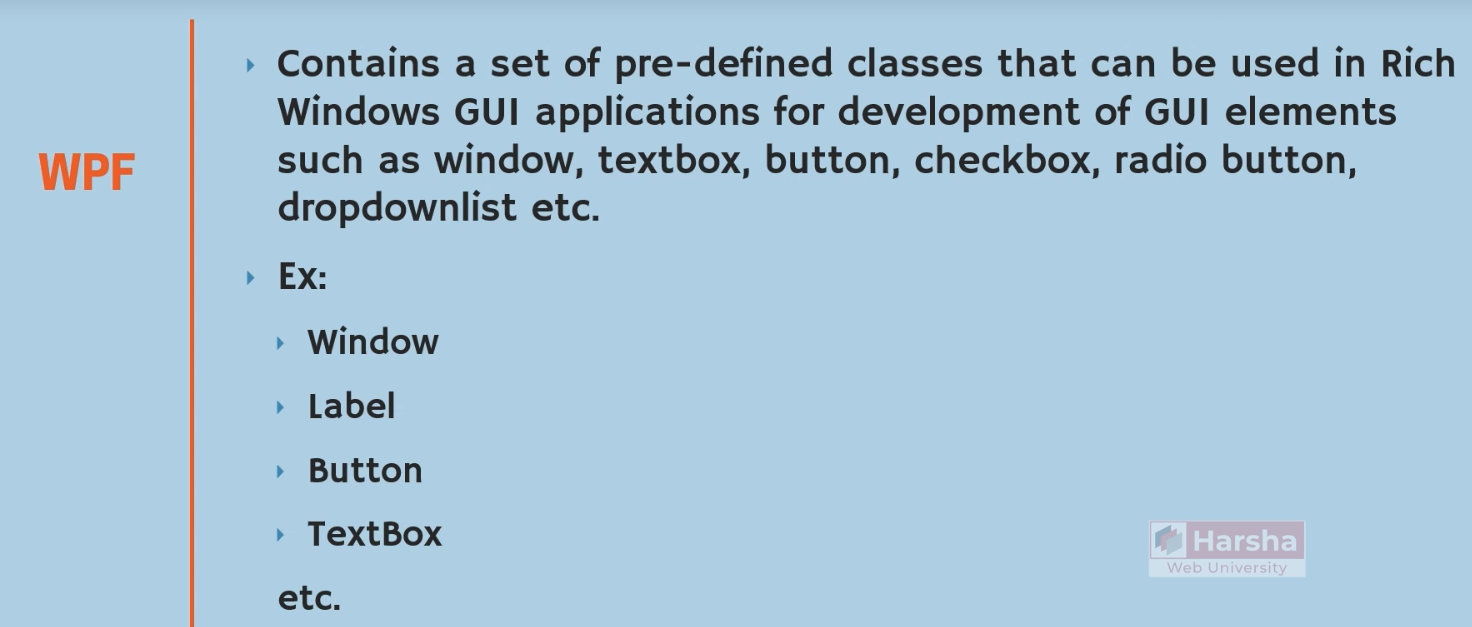 WPF
Contains a set of pre-defined classes that can be used in Rich
Windows GUI applications for development of GUI elements
such as window, textbox, button, checkbox, radio button,
dropdownlist etc.
Ex:
Window
Label
Button
TextBox
etc.
Harsha
Web University